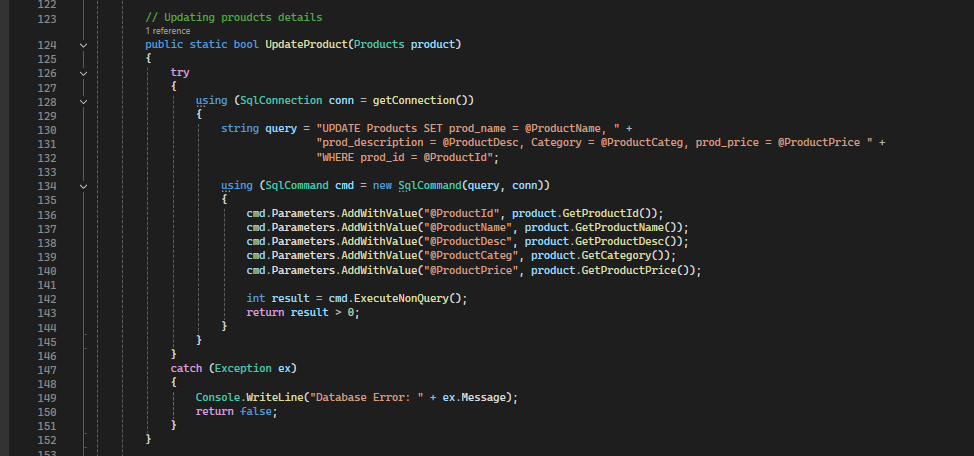 122
123 // Updating proudcts details
1 reference
124 public static bool UpdateProduct(Products product)
125 {
126 try
127 {
128 using (SqlConnection conn = getConnection())
129 {
130 string query = "UPDATE Products SET prod_name = @ProductName, " +
131 "prod_description = @ProductDesc, Category = @ProductCateg, prod_price = @ProductPrice " +
132 "WHERE prod_id = @ProductId";
133
134 using (SqlCommand cmd = new SqlCommand(query, conn))
135 {
136 cmd.Parameters.AddWithValue("@ProductId", product.GetProductId());
137 cmd.Parameters.AddWithValue("@ProductName", product.GetProductName());
138 cmd.Parameters.AddWithValue("@ProductDesc", product.GetProductDesc());
139 cmd.Parameters.AddWithValue("@ProductCateg", product.GetCategory());
140 cmd.Parameters.AddWithValue("@ProductPrice", product.GetProductPrice());
141
142 int result = cmd.ExecuteNonQuery();
143 return result > 0;
144 }
145 }
146 }
147 catch (Exception ex)
148 {
149 Console.WriteLine("Database Error: " + ex.Message);
150 return false;
151 }
152 }
153